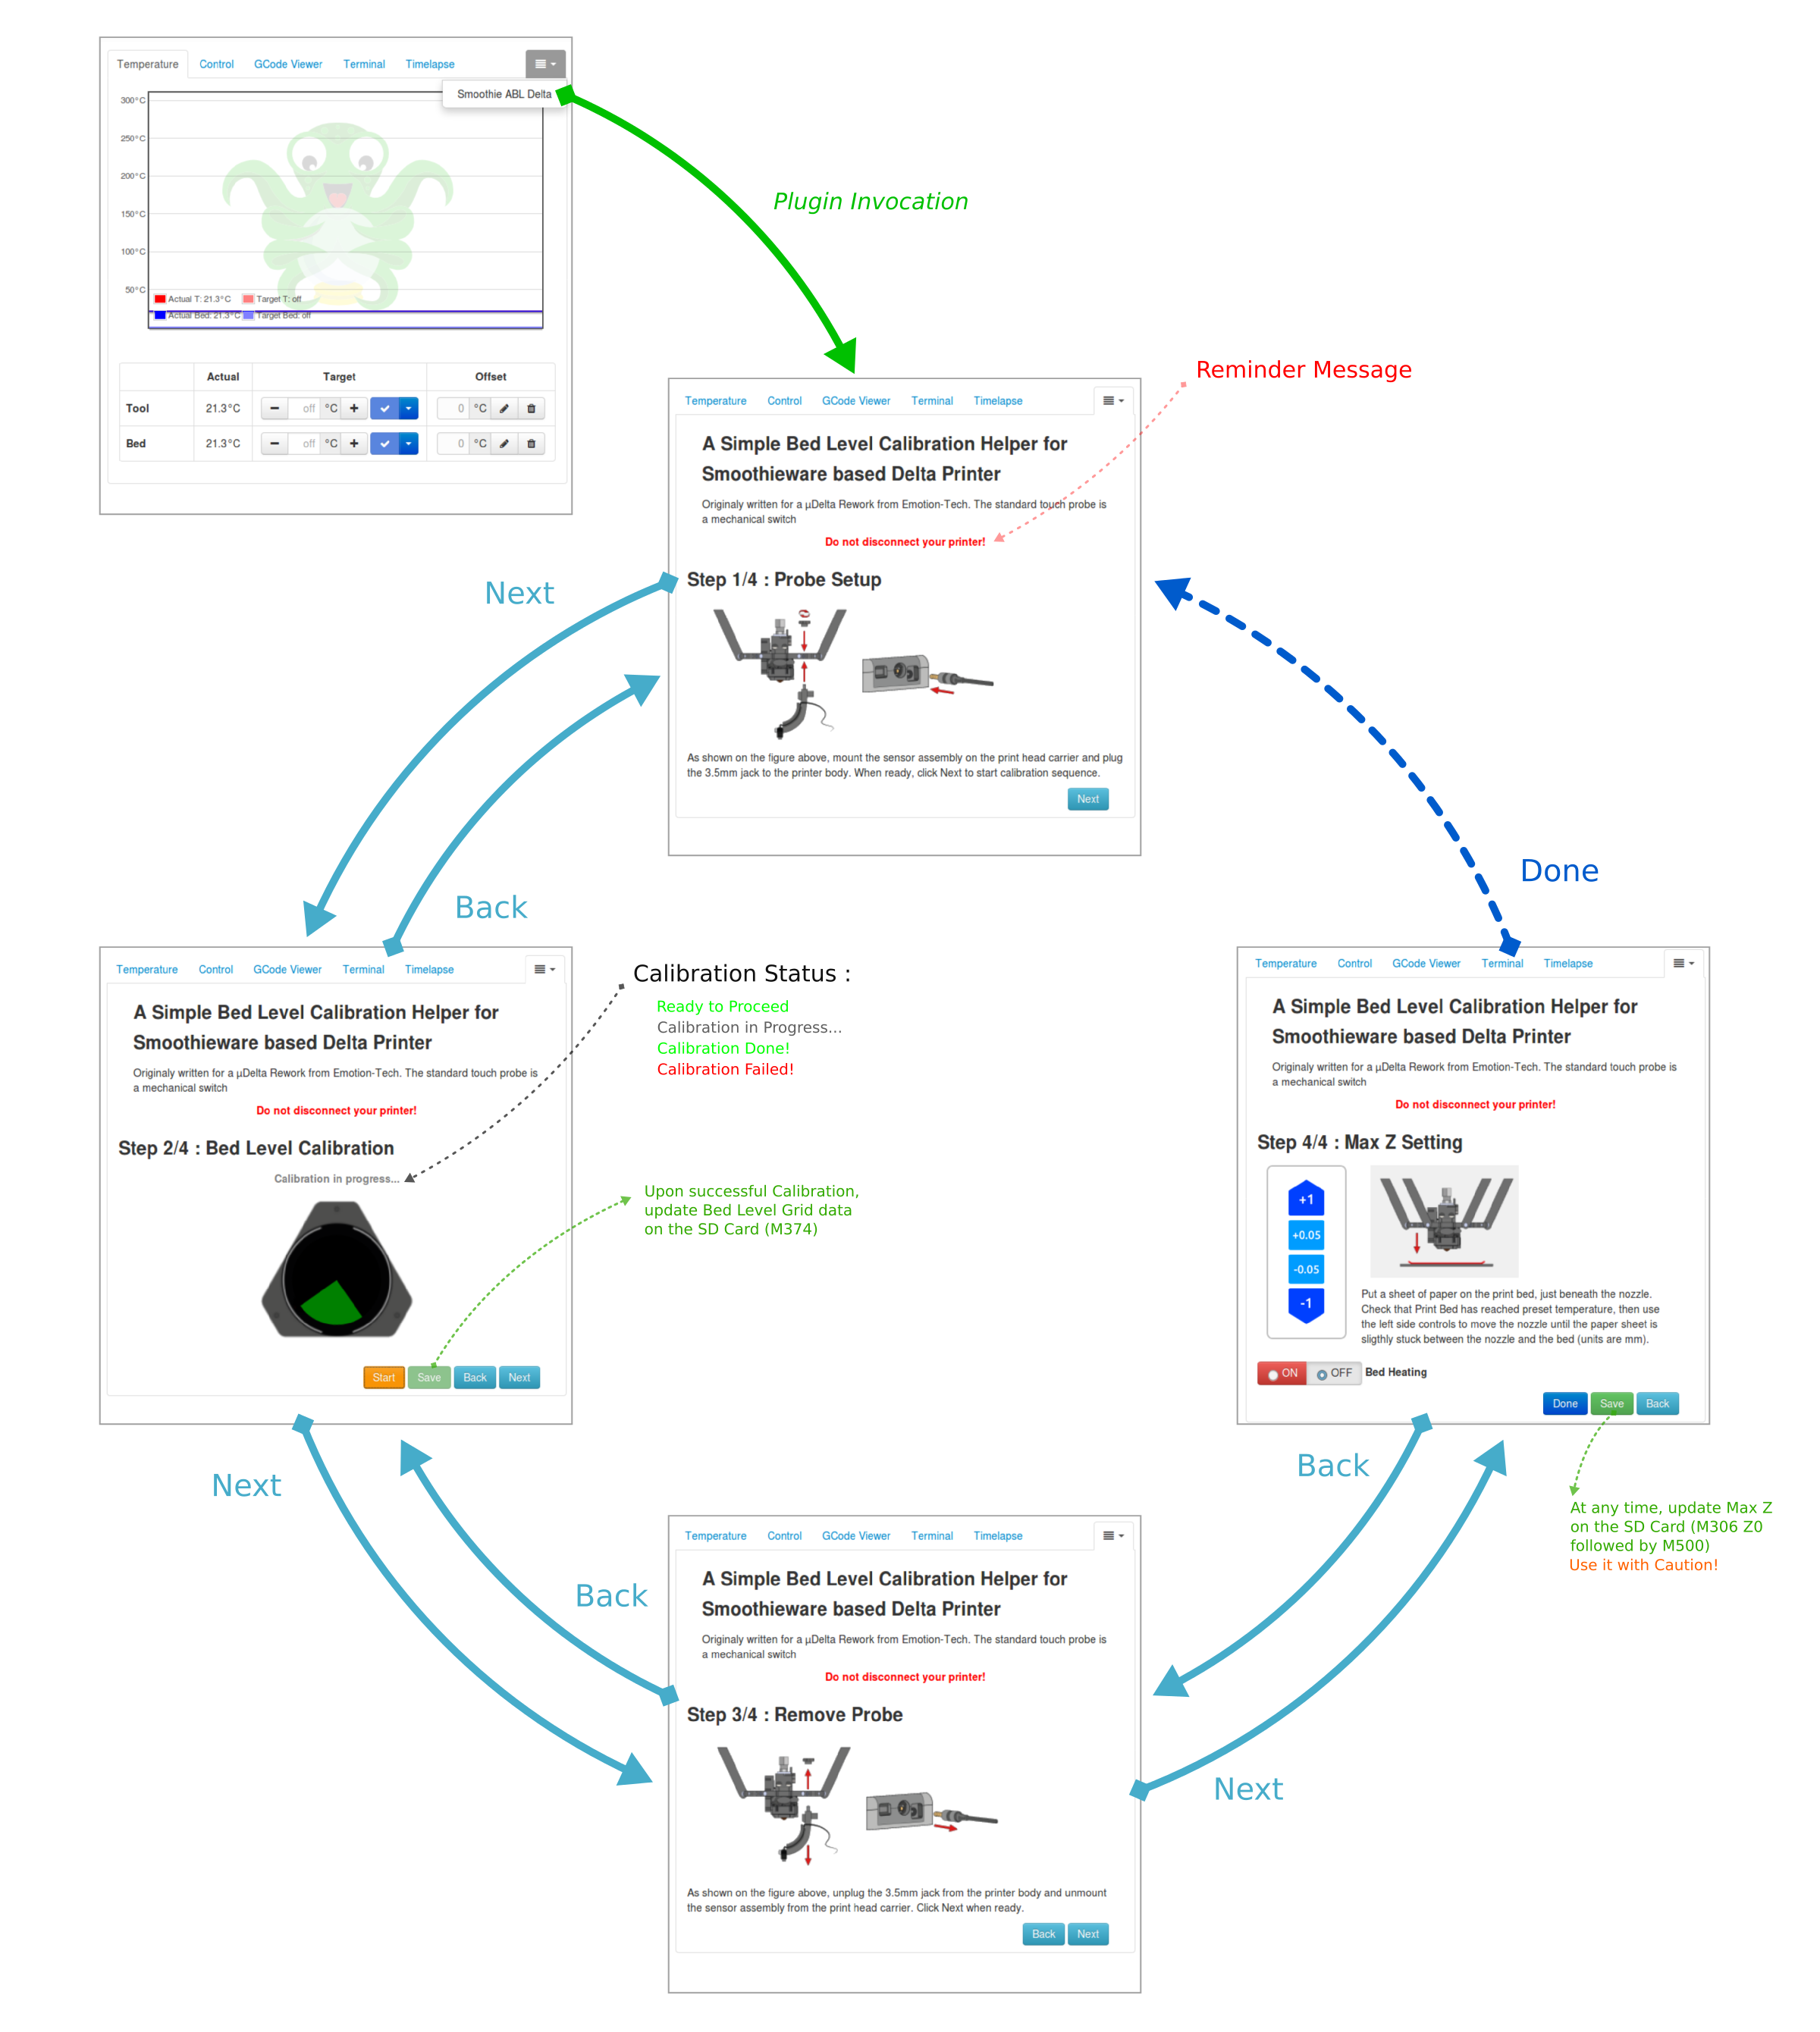 Temperature Control GCode Viewer Terminal Timelapse
Smoothie ABL Delta
300°C
250°C
200°C
150°C
100°C
50°C
Actual T: 21.3°C Target T: off
Actual Bed: 21.3°C Target Bed: off
Actual Target Offset
Tool 21.3°C off °C 0 °C
Bed 21.3°C off °C 0 °C
Plugin Invocation
Reminder Message
Temperature Control GCode Viewer Terminal Timelapse
A Simple Bed Level Calibration Helper for
Smoothieware based Delta Printer
Originaly written for a µDelta Rework from Emotion-Tech. The standard touch probe is
a mechanical switch
Do not disconnect your printer!
Step 1/4 : Probe Setup
As shown on the figure above, mount the sensor assembly on the print head carrier and plug
the 3.5mm jack to the printer body. When ready, click Next to start calibration sequence.
Next
Next
Back
Done
Temperature Control GCode Viewer Terminal Timelapse
A Simple Bed Level Calibration Helper for
Smoothieware based Delta Printer
Originaly written for a µDelta Rework from Emotion-Tech. The standard touch probe is
a mechanical switch
Do not disconnect your printer!
Step 2/4 : Bed Level Calibration
Calibration in progress...
Start Save Back Next
Calibration Status :
Ready to Proceed
Calibration in Progress...
Calibration Done!
Calibration Failed!
Upon successful Calibration,
update Bed Level Grid data
on the SD Card (M374)
Temperature Control GCode Viewer Terminal Timelapse
A Simple Bed Level Calibration Helper for
Smoothieware based Delta Printer
Originaly written for a µDelta Rework from Emotion-Tech. The standard touch probe is
a mechanical switch
Do not disconnect your printer!
Step 4/4 : Max Z Setting
+1
+0.05
-0.05
-1
Put a sheet of paper on the print bed, just beneath the nozzle.
Check that Print Bed has reached preset temperature, then use
the left side controls to move the nozzle until the paper sheet is
sligthly stuck between the nozzle and the bed (units are mm).
ON OFF Bed Heating
Done Save Back
Next
Back
Back
Next
At any time, update Max Z
on the SD Card (M306 Z0
followed by M500)
Use it with Caution!
Temperature Control GCode Viewer Terminal Timelapse
A Simple Bed Level Calibration Helper for
Smoothieware based Delta Printer
Originaly written for a µDelta Rework from Emotion-Tech. The standard touch probe is
a mechanical switch
Do not disconnect your printer!
Step 3/4 : Remove Probe
As shown on the figure above, unplug the 3.5mm jack from the printer body and unmount
the sensor assembly from the print head carrier. Click Next when ready.
Back Next